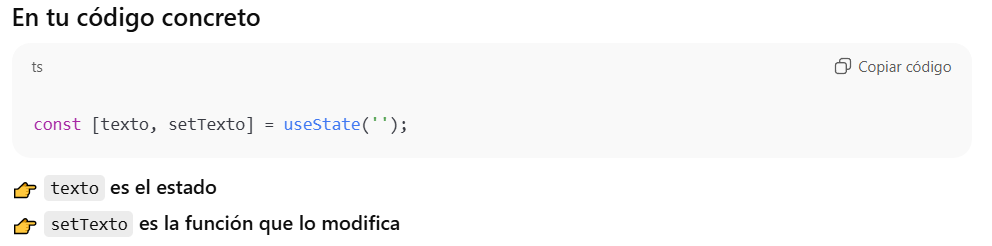 En tu código concreto
ts
Copiar código
const [texto, setTexto] = useState('');
👉 texto es el estado
👉 setTexto es la función que lo modifica